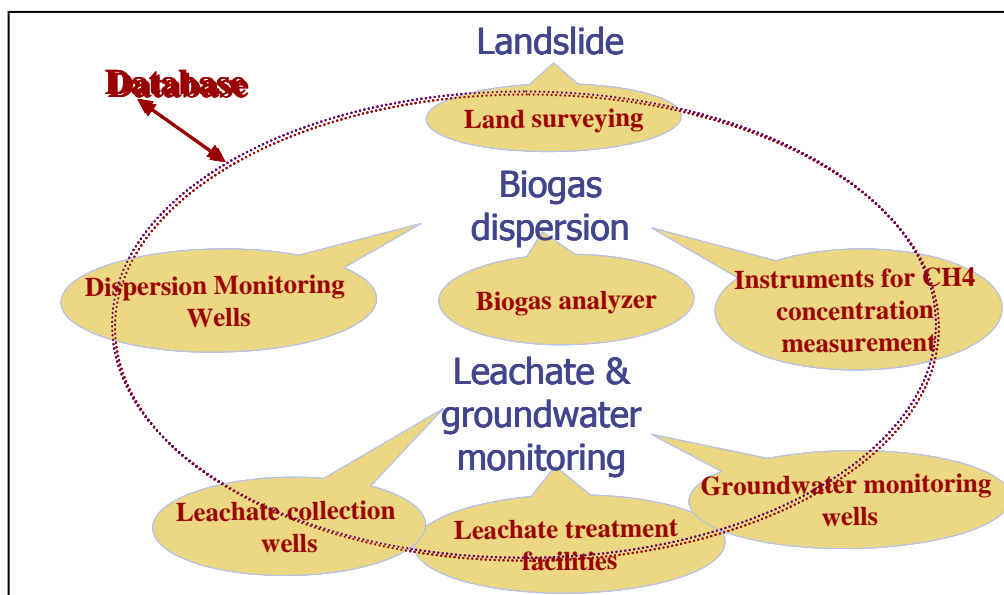 Landslide
Database
Land surveying
Biogas
dispersion
Dispersion Monitoring
Wells
Biogas analyzer
Instruments for CH4
concentration
measurement
Leachate &
groundwater
monitoring
Leachate collection
wells
Leachate treatment
facilities
Groundwater monitoring
wells